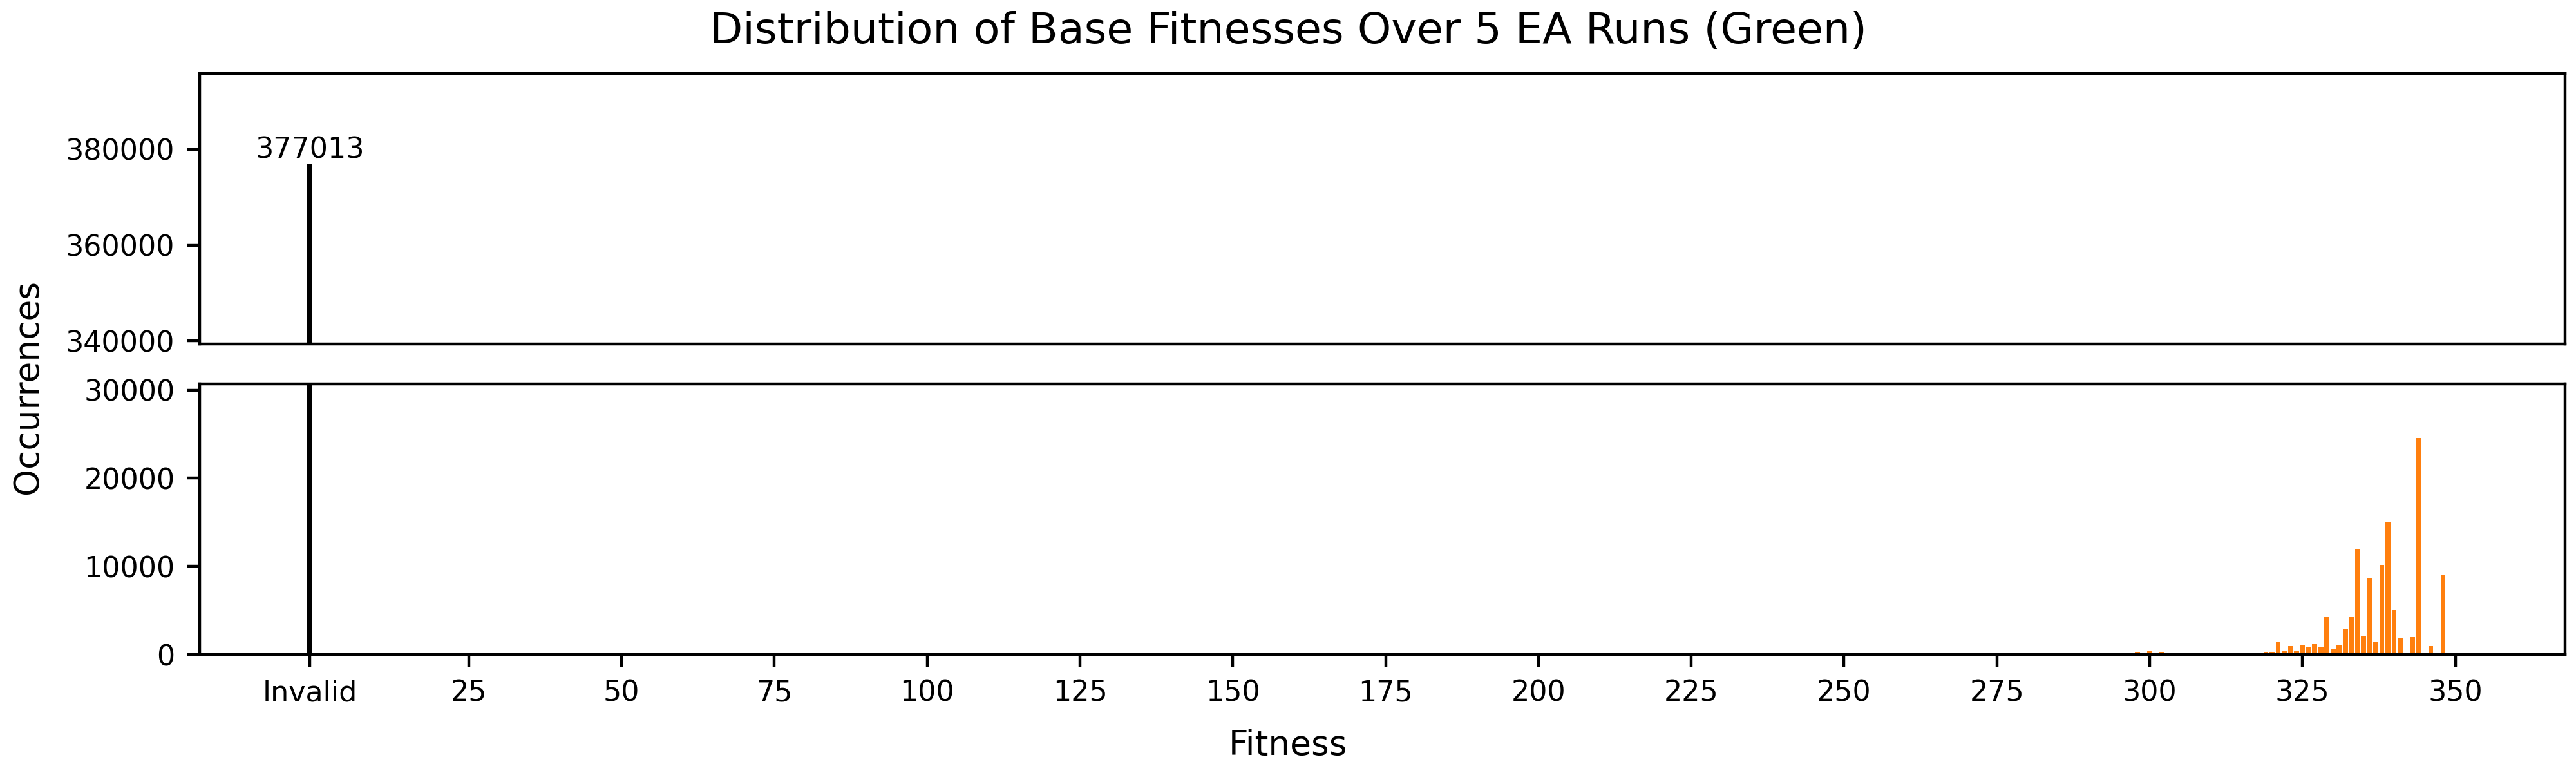 Distribution of Base Fitnesses Over 5 EA Runs (Green)
377013
380000
360000
340000
30000
20000
10000
0
Occurrences
Invalid 25 50 75 100 125 150 175 200 225 250 275 300 325 350
Fitness